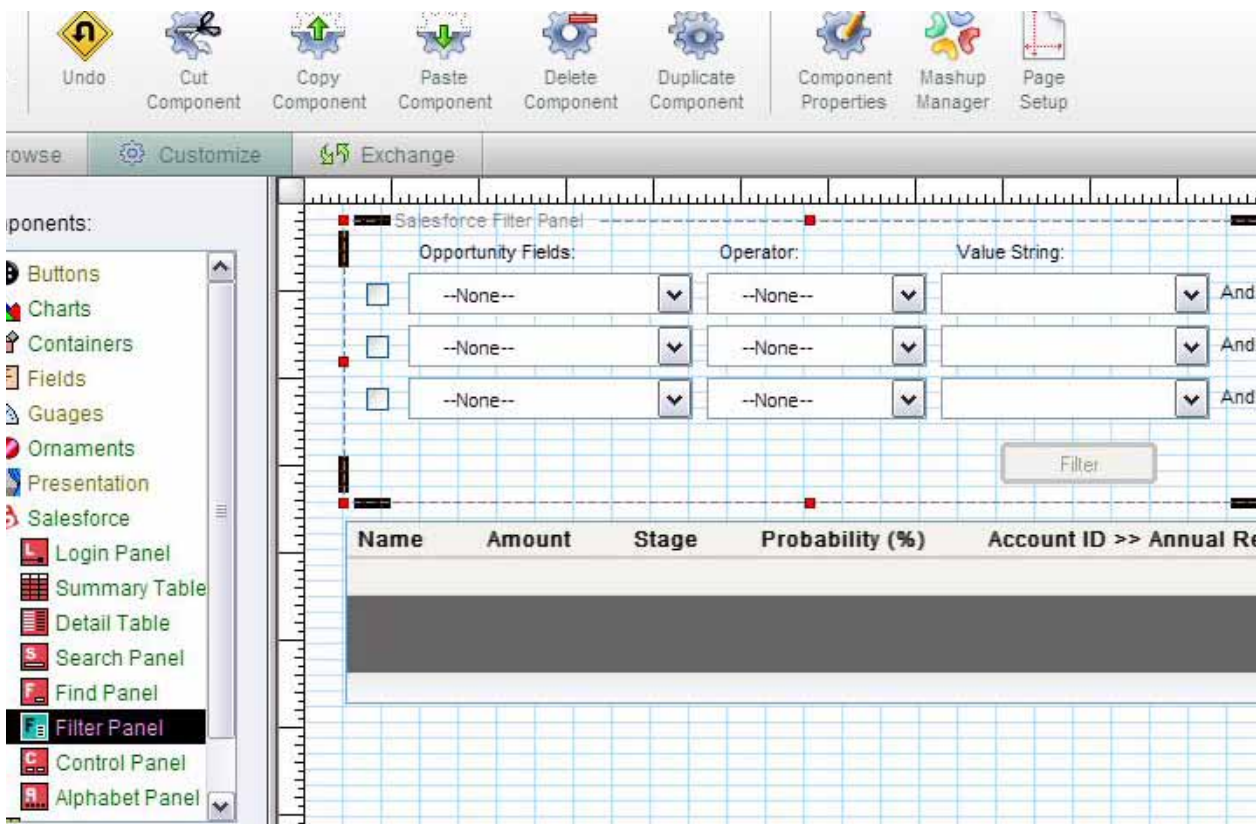 Undo
Cut Component
Copy Component
Paste Component
Delete Component
Duplicate Component
Component Properties
Mashup Manager
Page Setup
rowse
Customize
Exchange
ponents:
Buttons
Charts
Containers
Fields
Guages
Ornaments
Presentation
Salesforce
Login Panel
Summary Table
Detail Table
Search Panel
Find Panel
Filter Panel
Control Panel
Alphabet Panel
Salesforce Filter Panel
Opportunity Fields: Operator: Value String:
--None-- --None-- And
--None-- --None-- And
--None-- --None-- And
Filter
Name Amount Stage Probability (%) Account ID >> Annual Re